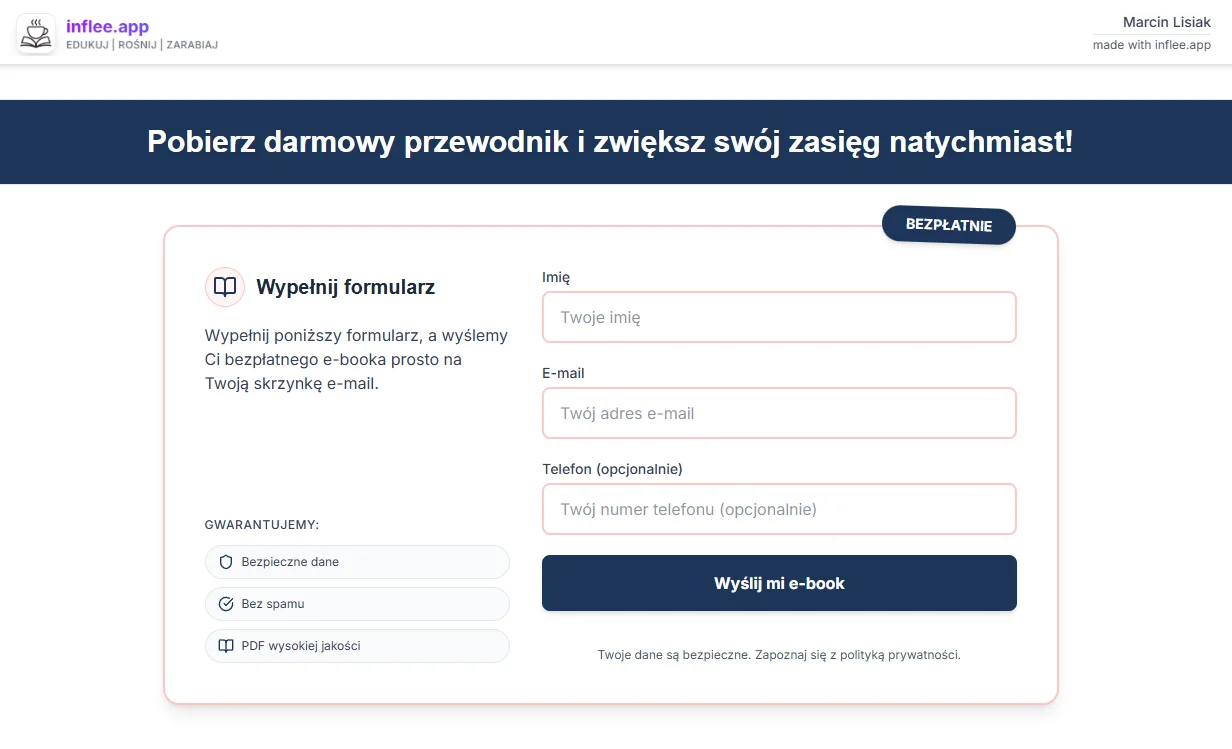 inflee.app
EDUKUJ | ROŚNIJ | ZARABIAJ
Marcin Lisiak
made with inflee.app
Pobierz darmowy przewodnik i zwiększ swój zasięg natychmiast!
BEZPŁATNIE
Wypełnij formularz
Wypełnij poniższy formularz, a wyślemy
Ci bezpłatnego e-booka prosto na
Twoją skrzynkę e-mail.
GWARANTUJEMY:
Bezpieczne dane
Bez spamu
PDF wysokiej jakości
Imię
Twoje imię
E-mail
Twój adres e-mail
Telefon (opcjonalnie)
Twój numer telefonu (opcjonalnie)
Wyślij mi e-book
Twoje dane są bezpieczne. Zapoznaj się z polityką prywatności.